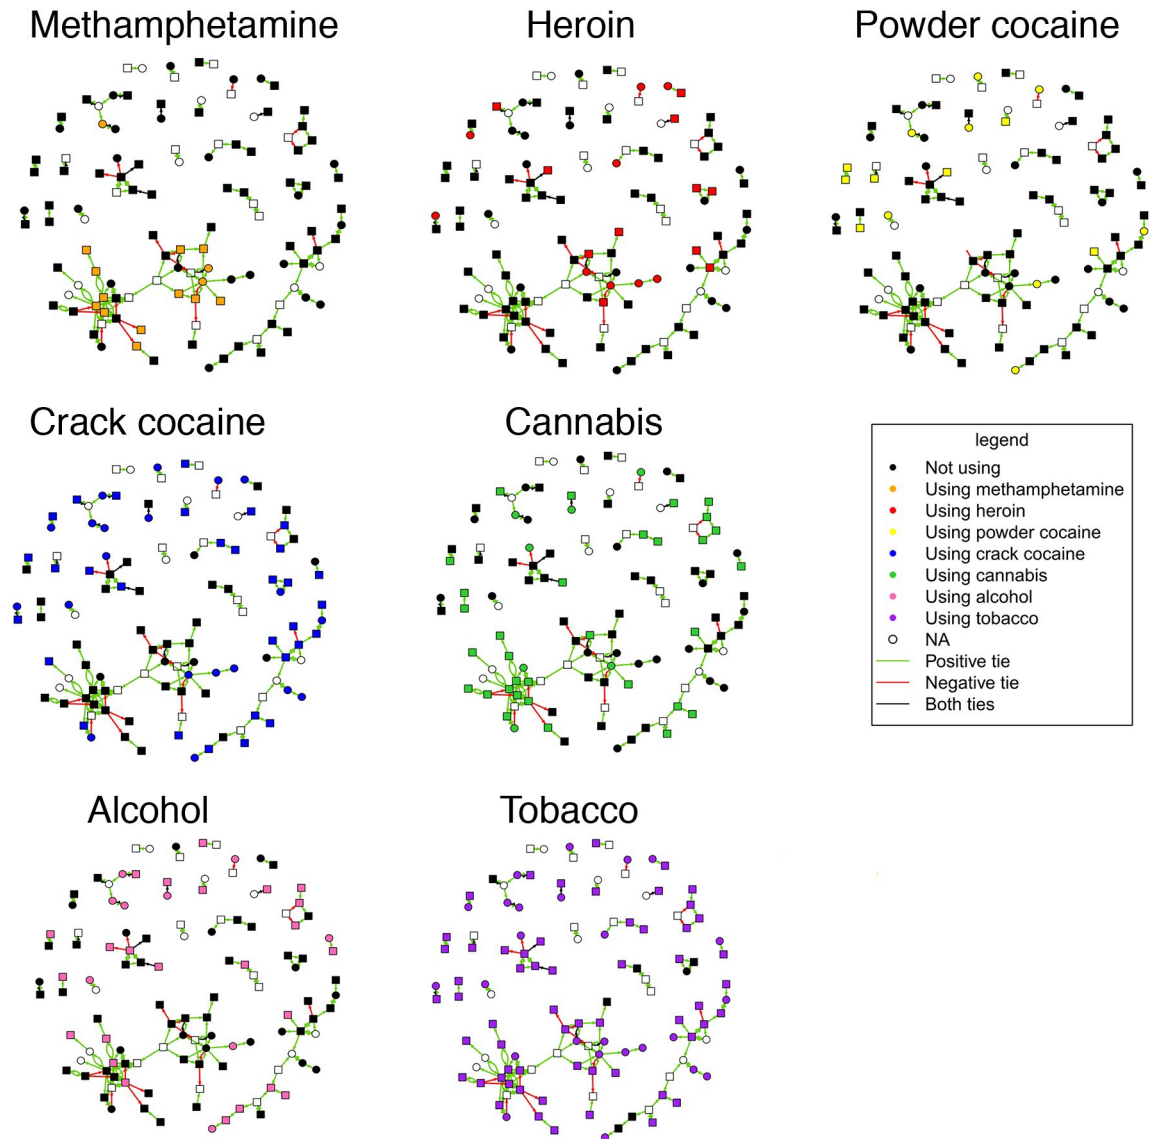 Methamphetamine
Heroin
Powder cocaine
Crack cocaine
Cannabis
legend
Not using
Using methamphetamine
Using heroin
Using powder cocaine
Using crack cocaine
Using cannabis
Using alcohol
Using tobacco
NA
Positive tie
Negative tie
Both ties
Alcohol
Tobacco